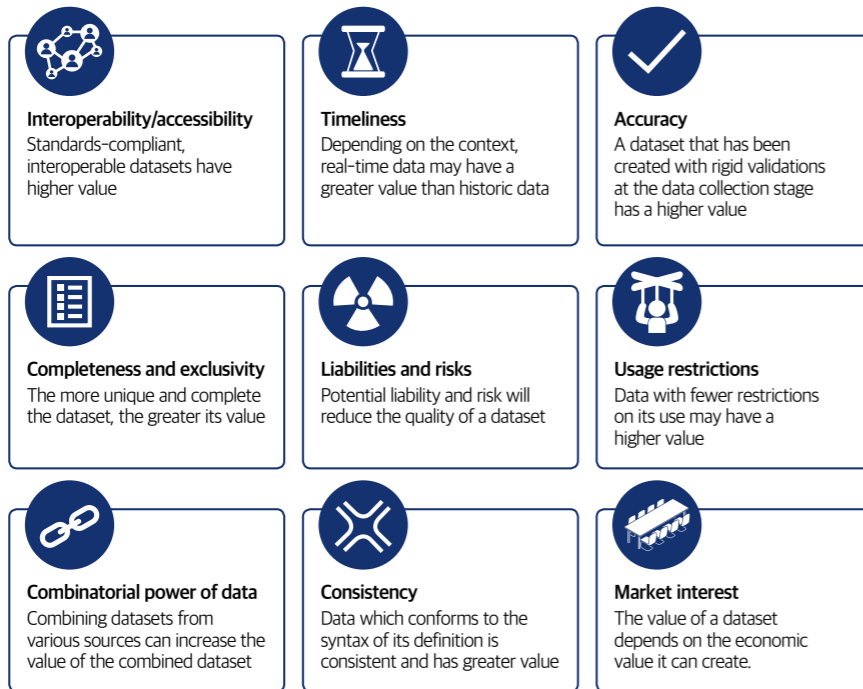 Interoperability/accessibility
Standards-compliant,
interoperable datasets have
higher value
Timeliness
Depending on the context,
real-time data may have a
greater value than historic data
Accuracy
A dataset that has been
created with rigid validations
at the data collection stage
has a higher value
Completeness and exclusivity
The more unique and complete
the dataset, the greater its value
Liabilities and risks
Potential liability and risk will
reduce the quality of a dataset
Usage restrictions
Data with fewer restrictions
on its use may have a
higher value
Combinatorial power of data
Combining datasets from
various sources can increase the
value of the combined dataset
Consistency
Data which conforms to the
syntax of its definition is
consistent and has greater value
Market interest
The value of a dataset
depends on the economic
value it can create.